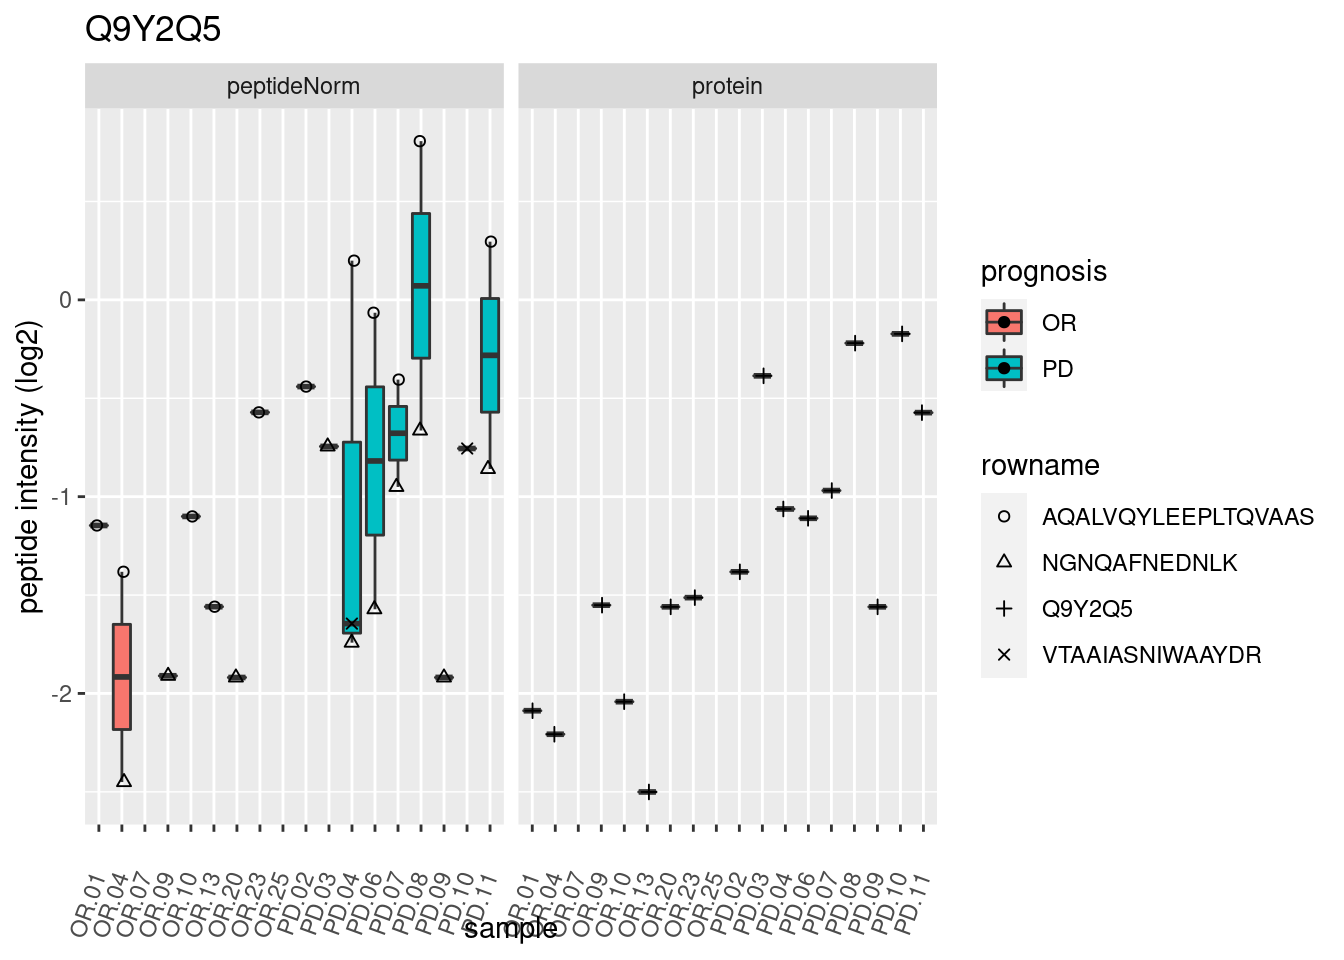 Q9Y2Q5
peptideNorm
protein
peptide intensity (log2)
0
-1
-2
OR.01
OR.04
OR.07
OR.09
OR.10
OR.13
OR.20
OR.23
OR.25
PD.02
PD.03
PD.04
PD.06
PD.07
PD.08
PD.09
PD.10
PD.11
OR.01
OR.04
OR.07
OR.09
OR.10
OR.13
OR.20
OR.23
OR.25
PD.02
PD.03
PD.04
PD.06
PD.07
PD.08
PD.09
PD.10
PD.11
sample
prognosis
OR
PD
rowname
AQALVQYLEEPLTQVAAS
NGNQAFNEDNLK
Q9Y2Q5
VTAAIASNIWAAYDR